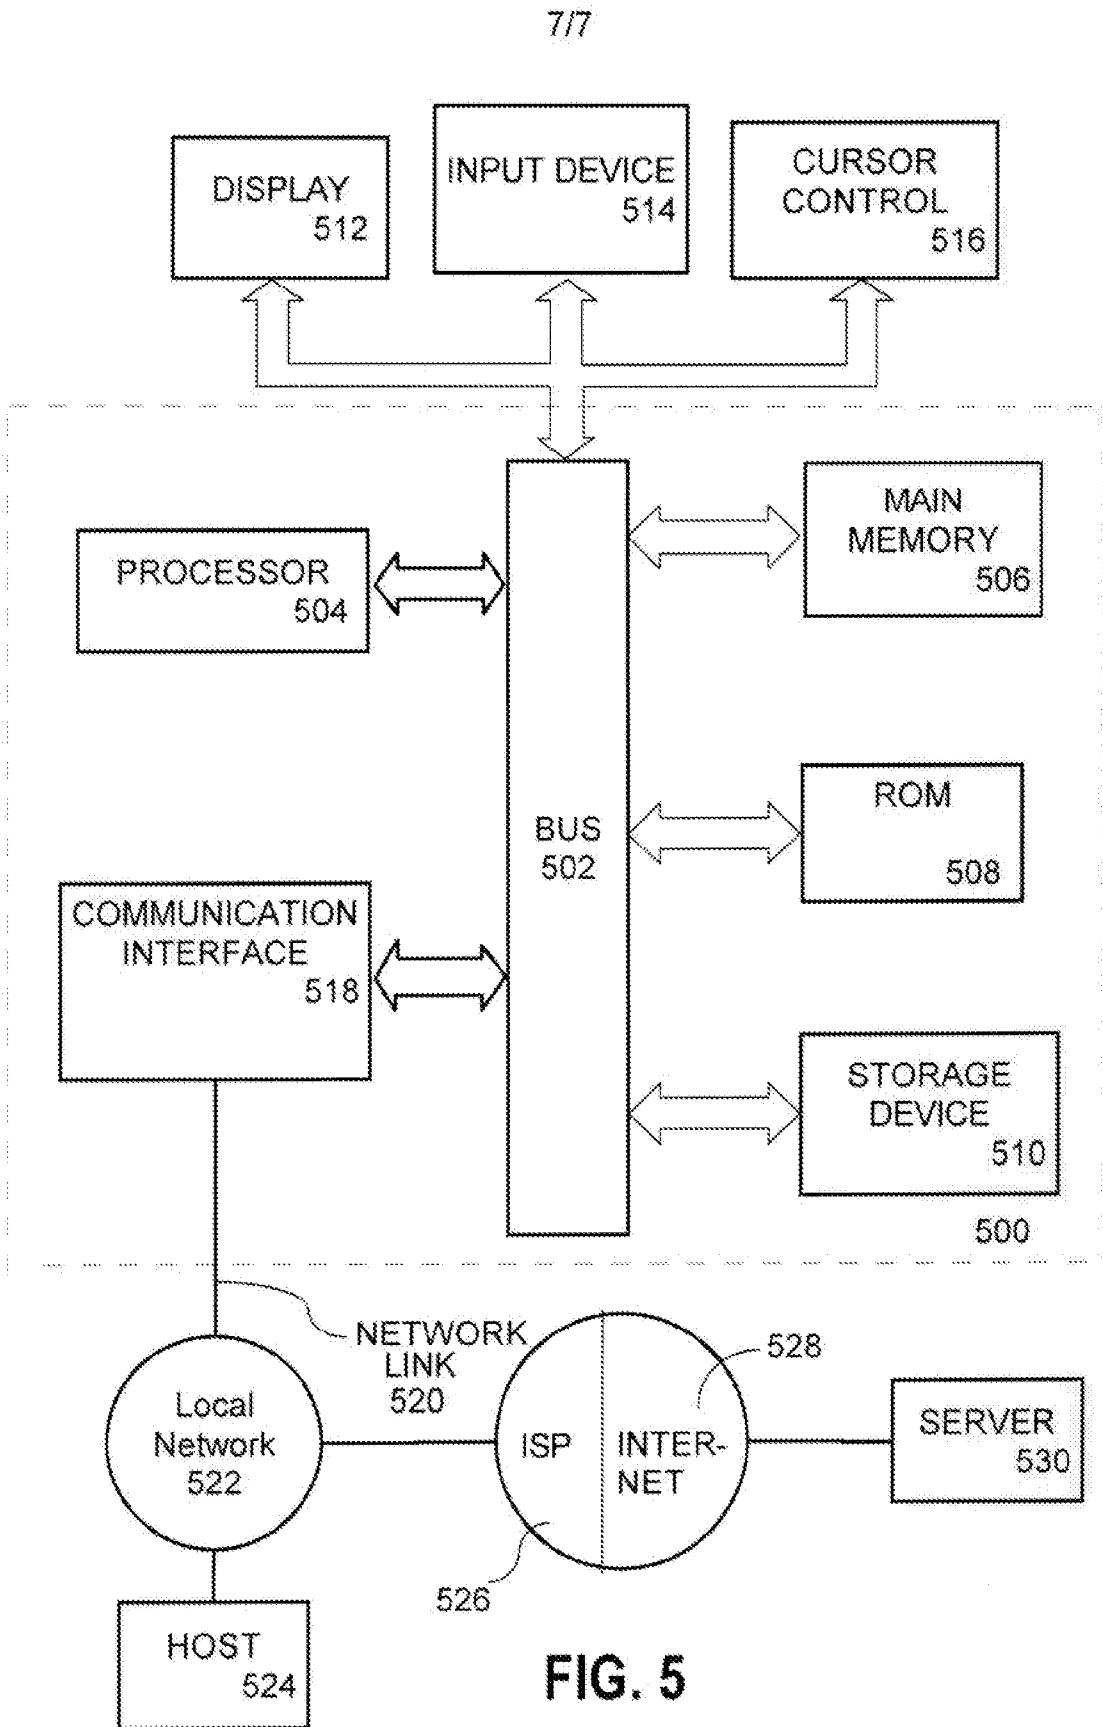 7/7
DISPLAY
512
INPUT DEVICE
514
CURSOR
CONTROL
516
PROCESSOR
504
MAIN
MEMORY
506
BUS
502
ROM
508
COMMUNICATION
INTERFACE
518
STORAGE
DEVICE
510
500
NETWORK
LINK
520
Local
Network
522
ISP
INTER-
NET
528
526
SERVER
530
HOST
524
FIG. 5